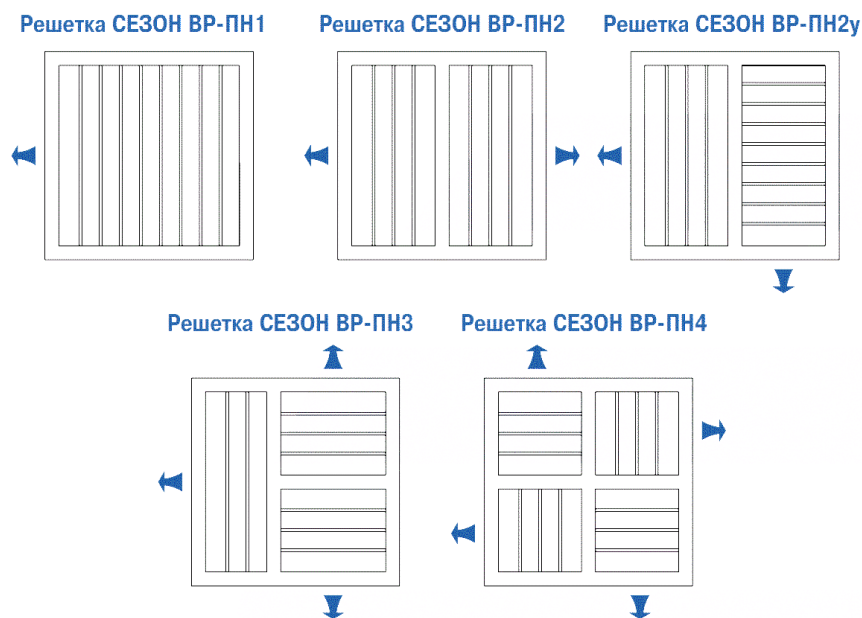 Решетка СЕЗОН ВР-ПН1
Решетка СЕЗОН ВР-ПН2
Решетка СЕЗОН ВР-ПН2у
Решетка СЕЗОН ВР-ПН3
Решетка СЕЗОН ВР-ПН4